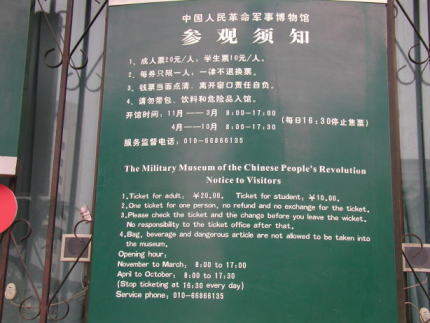 中国人民革命军事博物馆
参观须知
1、成人票20元/人，学生票10元/人。
2、每券只限一人，一律不退换票。
3、钱票当面点清、离开窗口责任自负。
4、请勿带包、饮料和危险品入馆。
开馆时间：11月——3月 8:00-17:00
4月——10月 8:00-17:30 (每日16:30停止售票)
服务监督电话：010-66866135
The Military Museum of the Chinese People's Revolution
Notice to Visitors
1.Ticket for adult: ￥20.00. Ticket for student: ￥10.00.
2.One ticket for one person, no refund and no exchange for the ticket.
3.Please check the ticket and the change before you leave the wicket.
No responsibility to the ticket office after that.
4.Bag, beverage and dangerous article are not allowed to be taken into
the museum.
Opening hour:
November to March: 8:00 to 17:00
April to October: 8:00 to 17:30
(Stop ticketing at 16:30 every day)
Service phone: 010-66866135